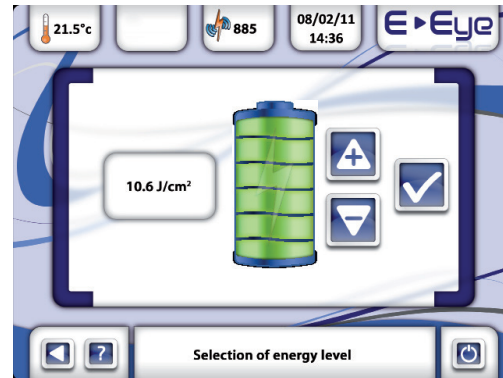 21.5°c
885
08/02/11
14:36
E▸Eye
10.6 J/cm²
+
−
?
Selection of energy level